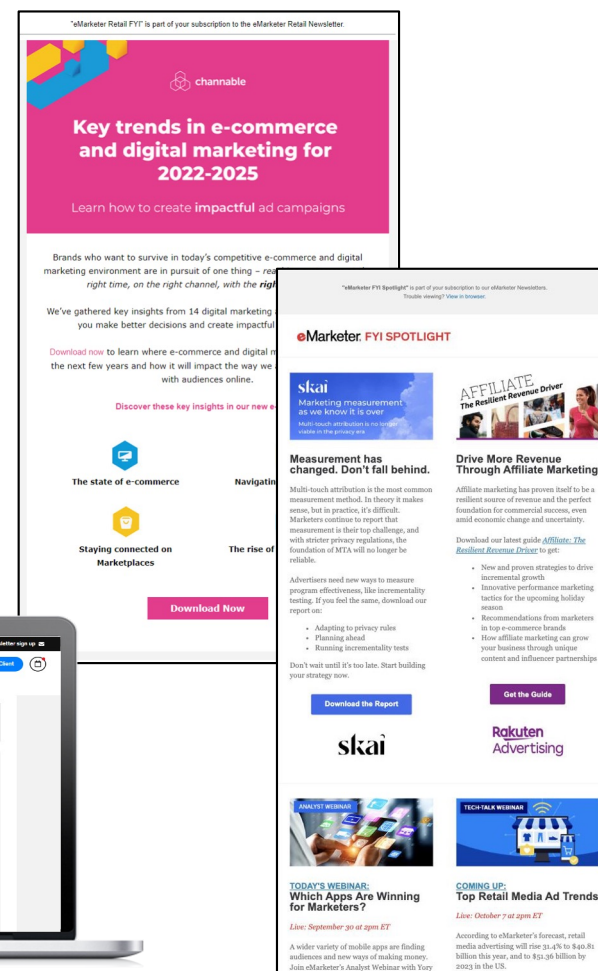 "eMarketer Retail FYI" is part of your subscription to the eMarketer Retail Newsletter.
channable
Key trends in e-commerce
and digital marketing for
2022-2025
Learn how to create impactful ad campaigns
Brands who want to survive in today's competitive e-commerce and digital
marketing environment are in pursuit of one thing –
right time, on the right channel, with the
We've gathered key insights from 14 digital marketing
you make better decisions and create impactful
Download now to learn where e-commerce and digital
the next few years and how it will impact the way we
with audiences online.
Discover these key insights in our new
The state of e-commerce
Staying connected on
Marketplaces
The rise of
Download Now
sign up
Client
"eMarketer FYI Spotlight" is part of your subscription to our eMarketer Newsletters.
Trouble viewing? View in browser.
eMarketer. FYI SPOTLIGHT
skai
Marketing measurement
as we know it is over
Multi-touch attribution is no longer
viable in the privacy era
Measurement has
changed. Don't fall behind.
Multi-touch attribution is the most common
measurement method. In theory it makes
sense, but in practice, it's difficult.
Marketers continue to report that
measurement is their top challenge, and
with stricter privacy regulations, the
foundation of MTA will no longer be
reliable.
Advertisers need new ways to measure
program effectiveness, like incrementality
testing. If you feel the same, download our
report on:
• Adapting to privacy rules
• Planning ahead
• Running incrementality tests
Don't wait until it's too late. Start building
your strategy now.
Download the Report
skai
AFFILIATE
The Resilient Revenue Driver
Drive More Revenue
Through Affiliate Marketing
Affiliate marketing has proven itself to be a
resilient source of revenue and the perfect
foundation for commercial success, even
amid economic change and uncertainty.
Download our latest guide Affiliate: The
Resilient Revenue Driver to get:
• New and proven strategies to drive
incremental growth
• Innovative performance marketing
tactics for the upcoming holiday
season
• Recommendations from marketers
in top e-commerce brands
• How affiliate marketing can grow
your business through unique
content and influencer partnerships
Get the Guide
Rakuten
Advertising
ANALYST WEBINAR
TODAY'S WEBINAR:
Which Apps Are Winning
for Marketers?
Live: September 30 at 2pm ET
A wider variety of mobile apps are finding
audiences and new ways of making money.
Join eMarketer's Analyst Webinar with Yory
TECH-TALK WEBINAR
COMING UP:
Top Retail Media Ad Trends
Live: October 7 at 2pm ET
According to eMarketer's forecast, retail
media advertising will rise 31.4% to $40.81
billion this year, and to $51.36 billion by
2023 in the US.